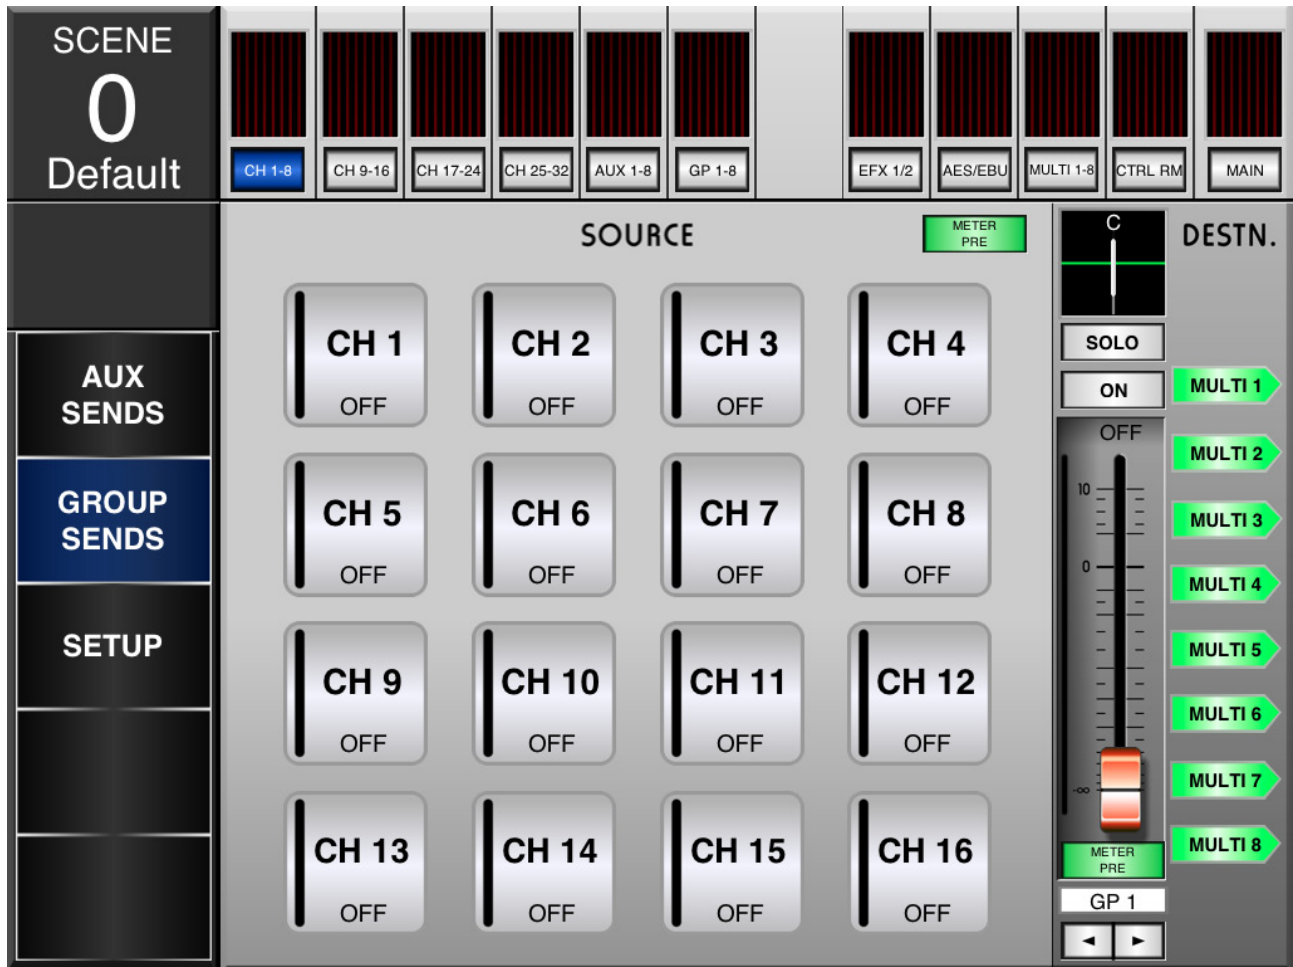 SCENE
0
Default
CH 1-8
CH 9-16
CH 17-24
CH 25-32
AUX 1-8
GP 1-8
EFX 1/2
AES/EBU
MULTI 1-8
CTRL RM
MAIN
AUX
SENDS
GROUP
SENDS
SETUP
SOURCE
METER
PRE
CH 1
OFF
CH 2
OFF
CH 3
OFF
CH 4
OFF
CH 5
OFF
CH 6
OFF
CH 7
OFF
CH 8
OFF
CH 9
OFF
CH 10
OFF
CH 11
OFF
CH 12
OFF
CH 13
OFF
CH 14
OFF
CH 15
OFF
CH 16
OFF
C
SOLO
ON
OFF
10
0
-∞
METER
PRE
GP 1
DESTN.
MULTI 1
MULTI 2
MULTI 3
MULTI 4
MULTI 5
MULTI 6
MULTI 7
MULTI 8